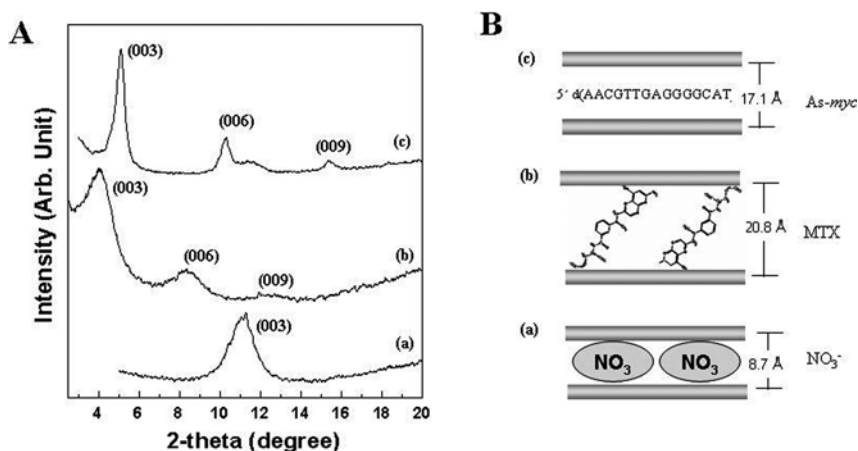 A
Intensity (Arb. Unit)
(003)
(006)
(009)
(c)
(003)
(006)
(009)
(b)
(003)
(a)
4 6 8 10 12 14 16 18 20
2-theta (degree)
B
(c)
5´ d(AACGTTGAGGGGCAT
17.1 Å
As-myc
(b)
20.8 Å
MTX
(a)
NO3 NO3
8.7 Å
NO3-